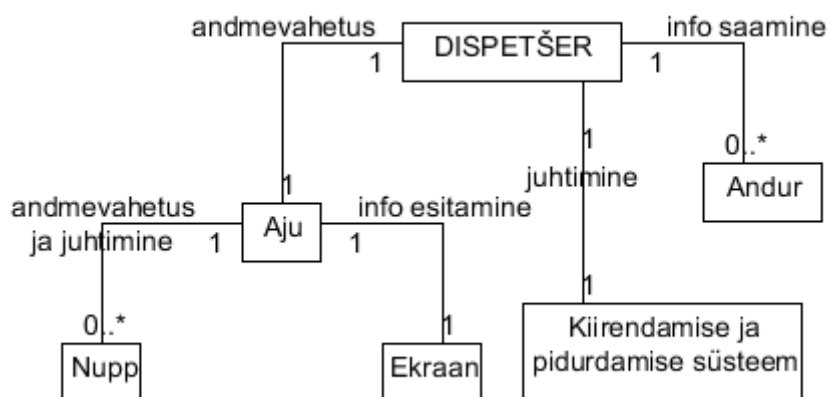 andmevahetus
DISPETŠER
info saamine
1
1
1
juhtimine
0..*
Andur
1
andmevahetus
ja juhtimine
1
Aju
info esitamine
1
0..*
Nupp
1
Ekraan
1
Kiirendamise ja
pidurdamise süsteem